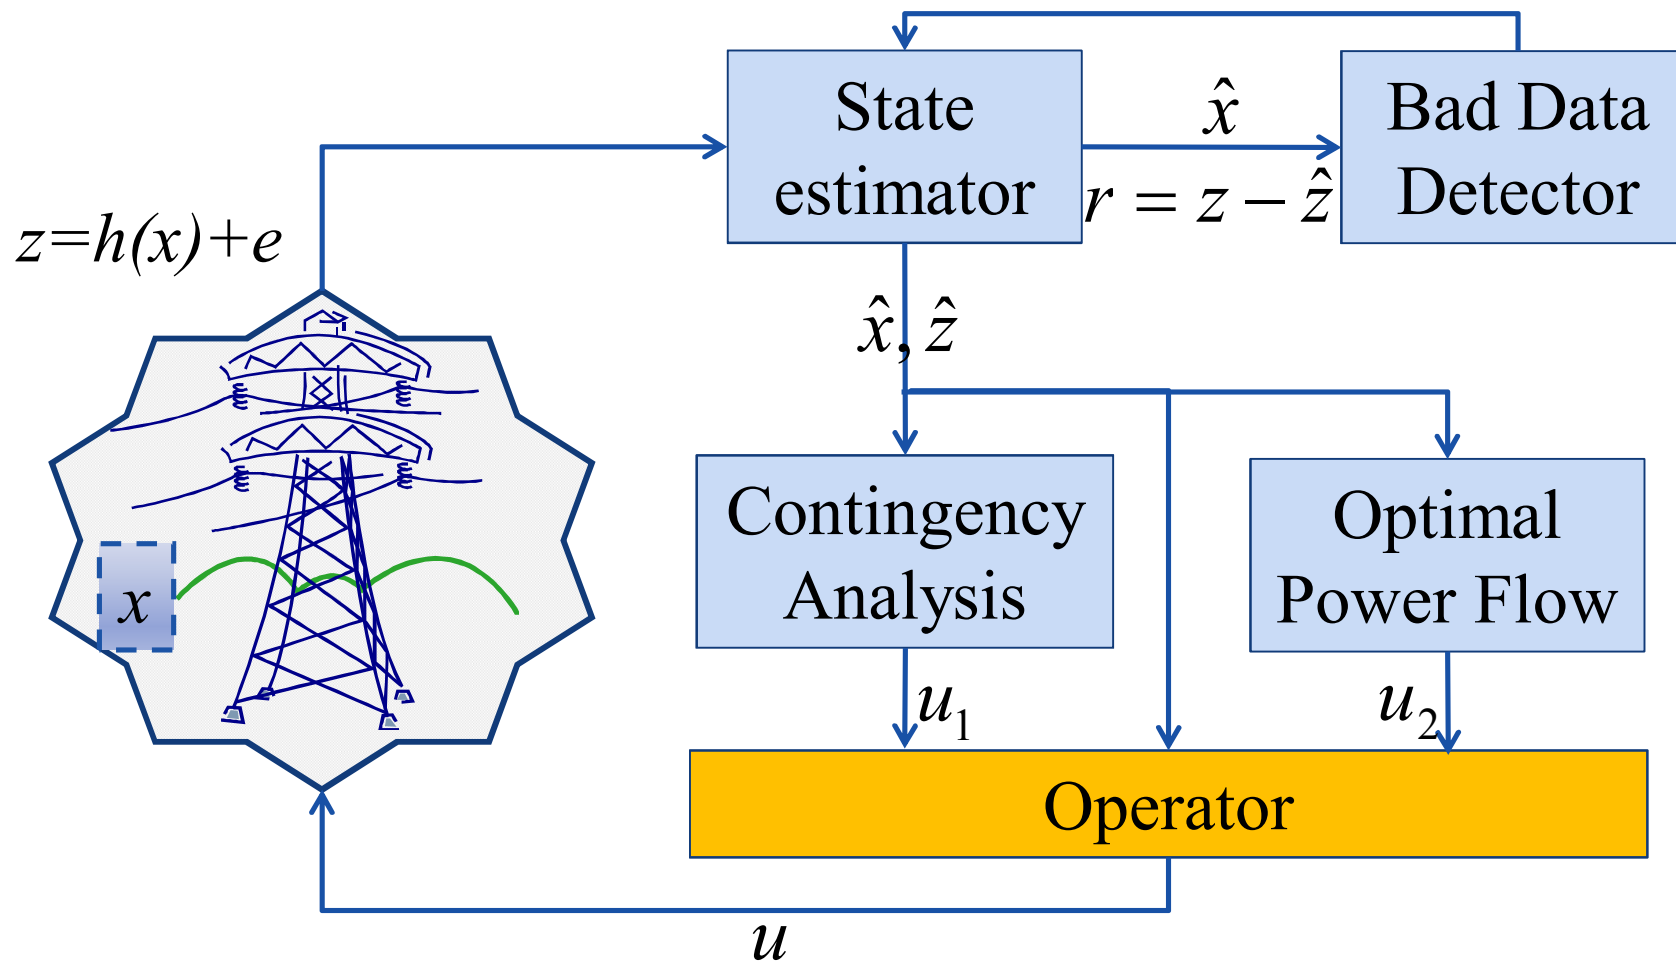 State
estimator
x̂
r = z − ẑ
Bad Data
Detector
z=h(x)+e
x̂, ẑ
x
Contingency
Analysis
Optimal
Power Flow
u₁
u₂
Operator
u